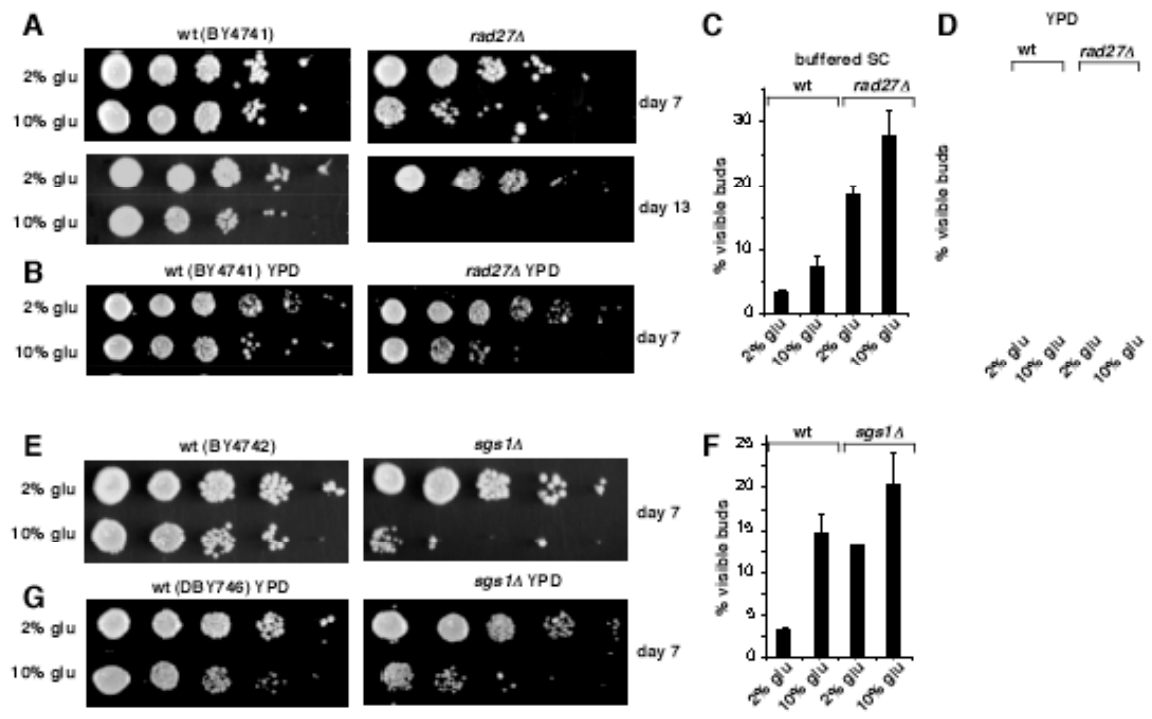 A
wt (BY4741)
rad27Δ
2% glu
10% glu
day 7
2% glu
10% glu
day 13
B
wt (BY4741) YPD
rad27Δ YPD
2% glu
10% glu
day 7
C
buffered SC
wt
rad27Δ
% visible buds
30
20
10
0
2% glu
10% glu
2% glu
10% glu
D
YPD
wt
rad27Δ
% visible buds
2% glu
10% glu
2% glu
10% glu
E
wt (BY4742)
sgs1Δ
2% glu
10% glu
day 7
F
wt
sgs1Δ
% visible buds
25
20
15
10
5
0
2% glu
10% glu
2% glu
10% glu
G
wt (DBY746) YPD
sgs1Δ YPD
2% glu
10% glu
day 7